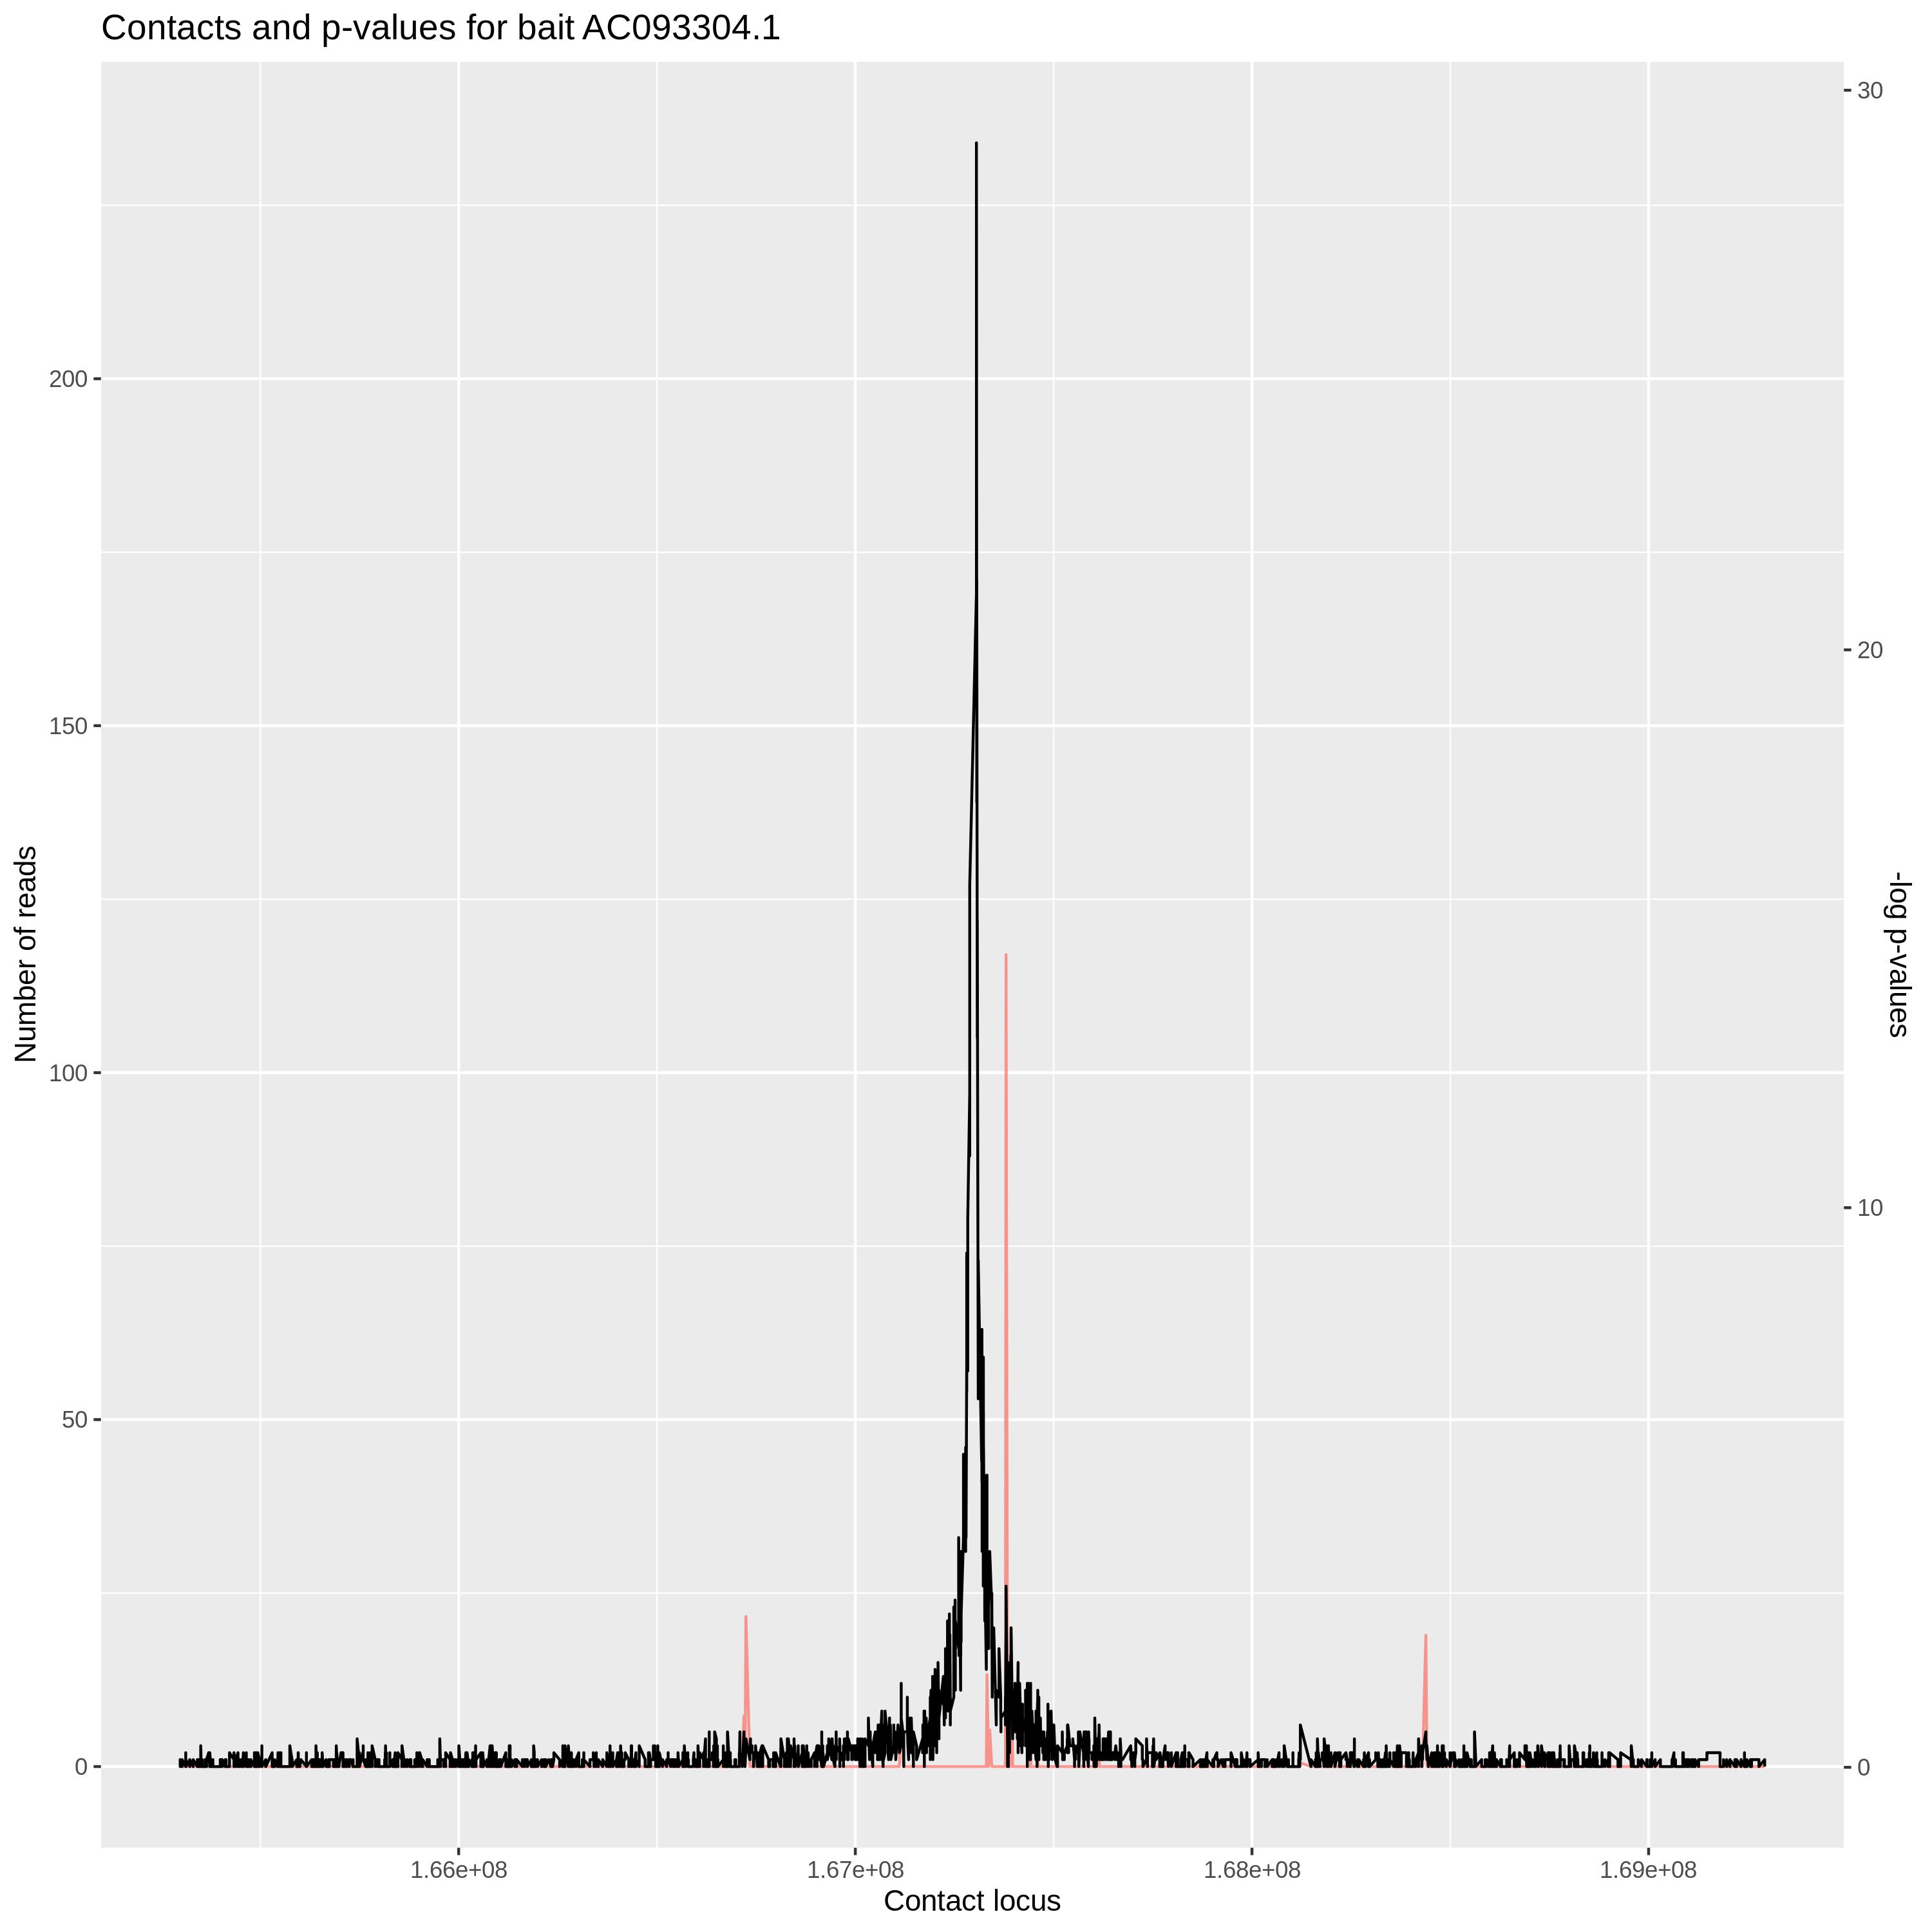 Contacts and p-values for bait AC093304.1
Number of reads
200
150
100
50
0
30
20
10
0
-log p-values
1.66e+08
1.67e+08
1.68e+08
1.69e+08
Contact locus